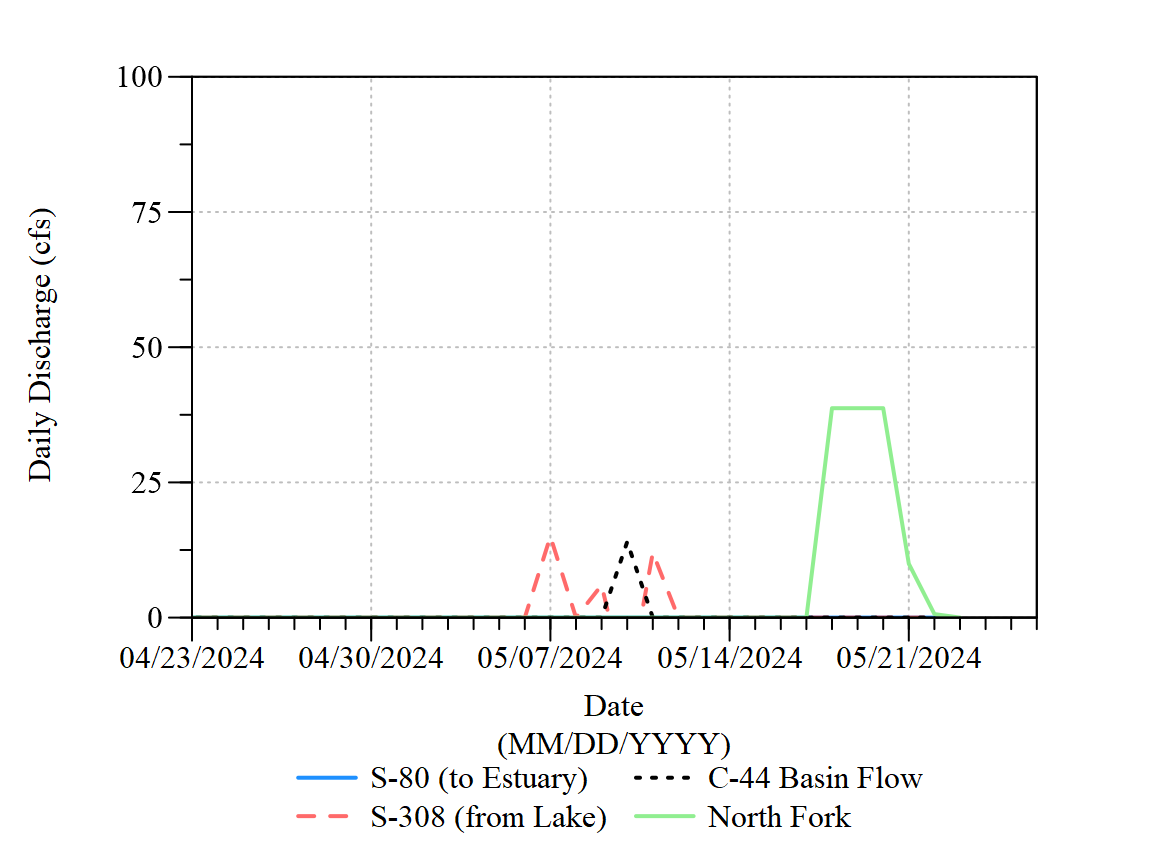 100
75
50
25
0
Daily Discharge (cfs)
04/23/2024 04/30/2024 05/07/2024 05/14/2024 05/21/2024
Date
(MM/DD/YYYY)
S-80 (to Estuary) C-44 Basin Flow
S-308 (from Lake) North Fork